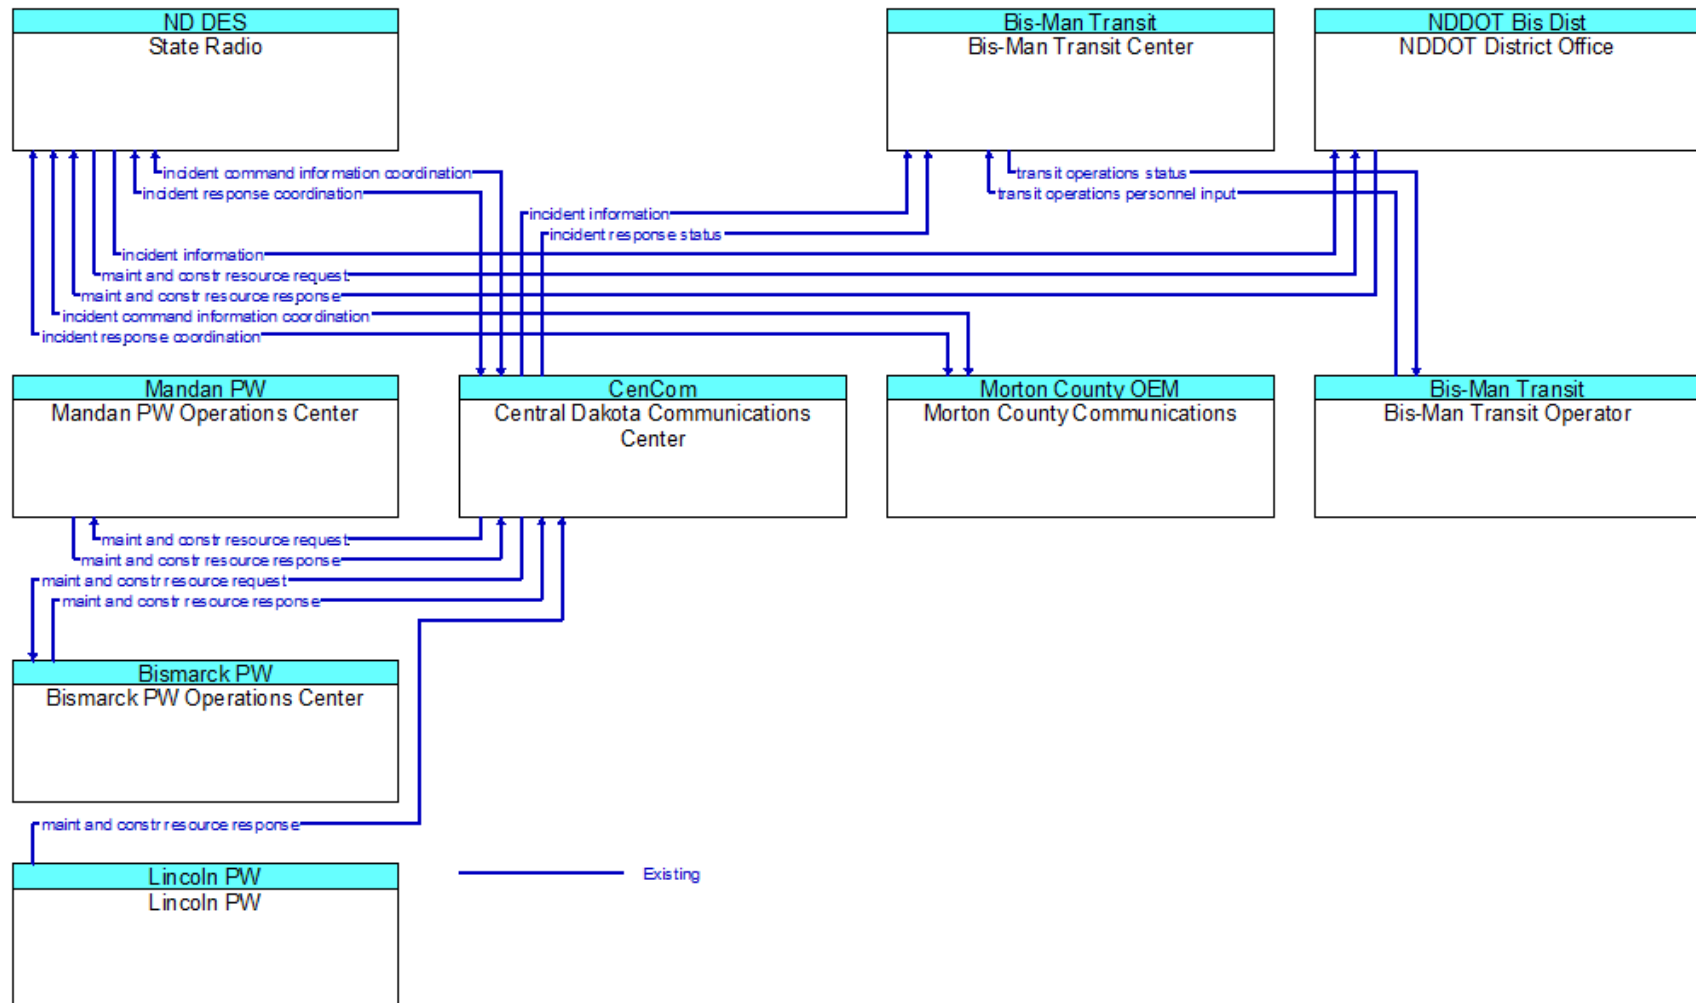 ND DES
State Radio
Bis-Man Transit
Bis-Man Transit Center
NDDOT Bis Dist
NDDOT District Office
incident command information coordination
incident response coordination
transit operations status
transit operations personnel input
incident information
incident response status
incident information
maint and constr resource request
maint and constr resource response
incident command information coordination
incident response coordination
Mandan PW
Mandan PW Operations Center
CenCom
Central Dakota Communications
Center
Morton County OEM
Morton County Communications
Bis-Man Transit
Bis-Man Transit Operator
maint and constr resource request
maint and constr resource response
maint and constr resource request
maint and constr resource response
Bismarck PW
Bismarck PW Operations Center
maint and constr resource response
Lincoln PW
Lincoln PW
Existing